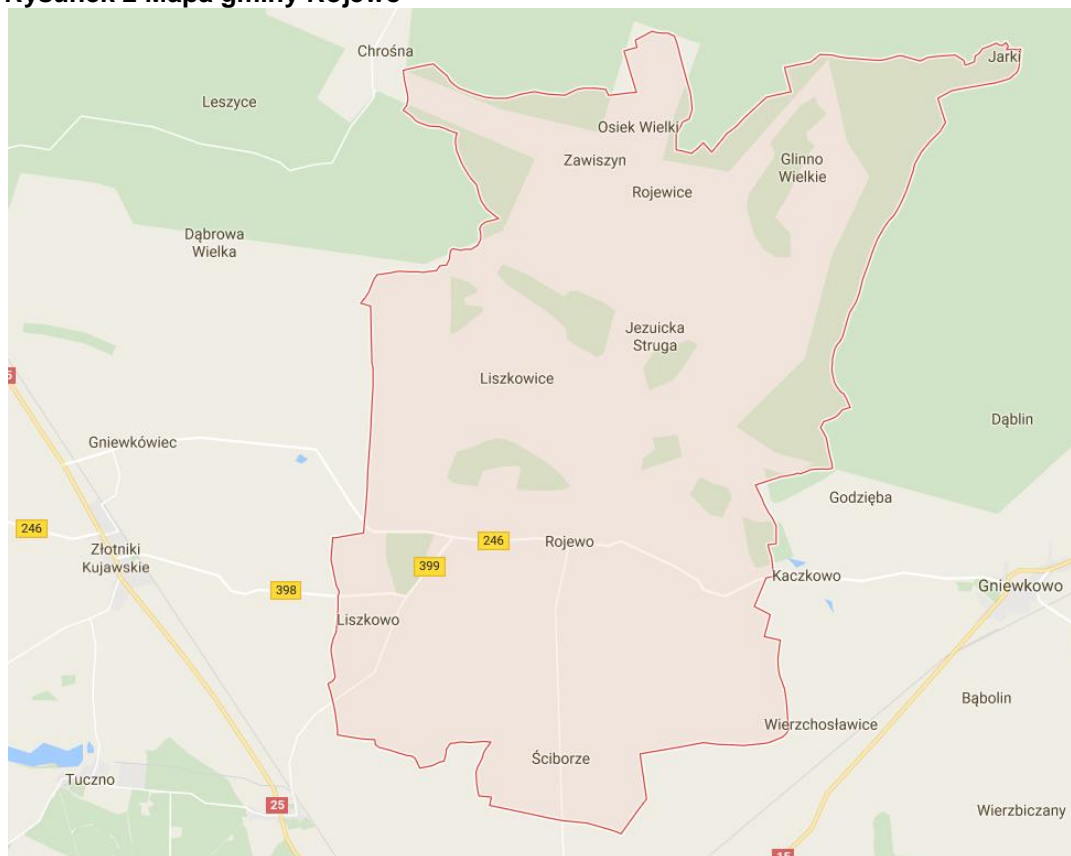 Rysunek 2 Mapa gminy Rojewo
Chrośna
Jarki
Leszyce
Osiek Wielki
Zawiszyn
Glinno
Wielkie
Rojewice
Dąbrowa
Wielka
Jezuicka
Struga
Liszkowice
Dąblin
Gniewkówiec
Godzięba
246
Złotniki
Kujawskie
246
Rojewo
399
398
Kaczkowo
Gniewkowo
Liszkowo
Bąbolin
Wierzchosławice
Ściborze
Tuczno
25
Wierzbiczany
15